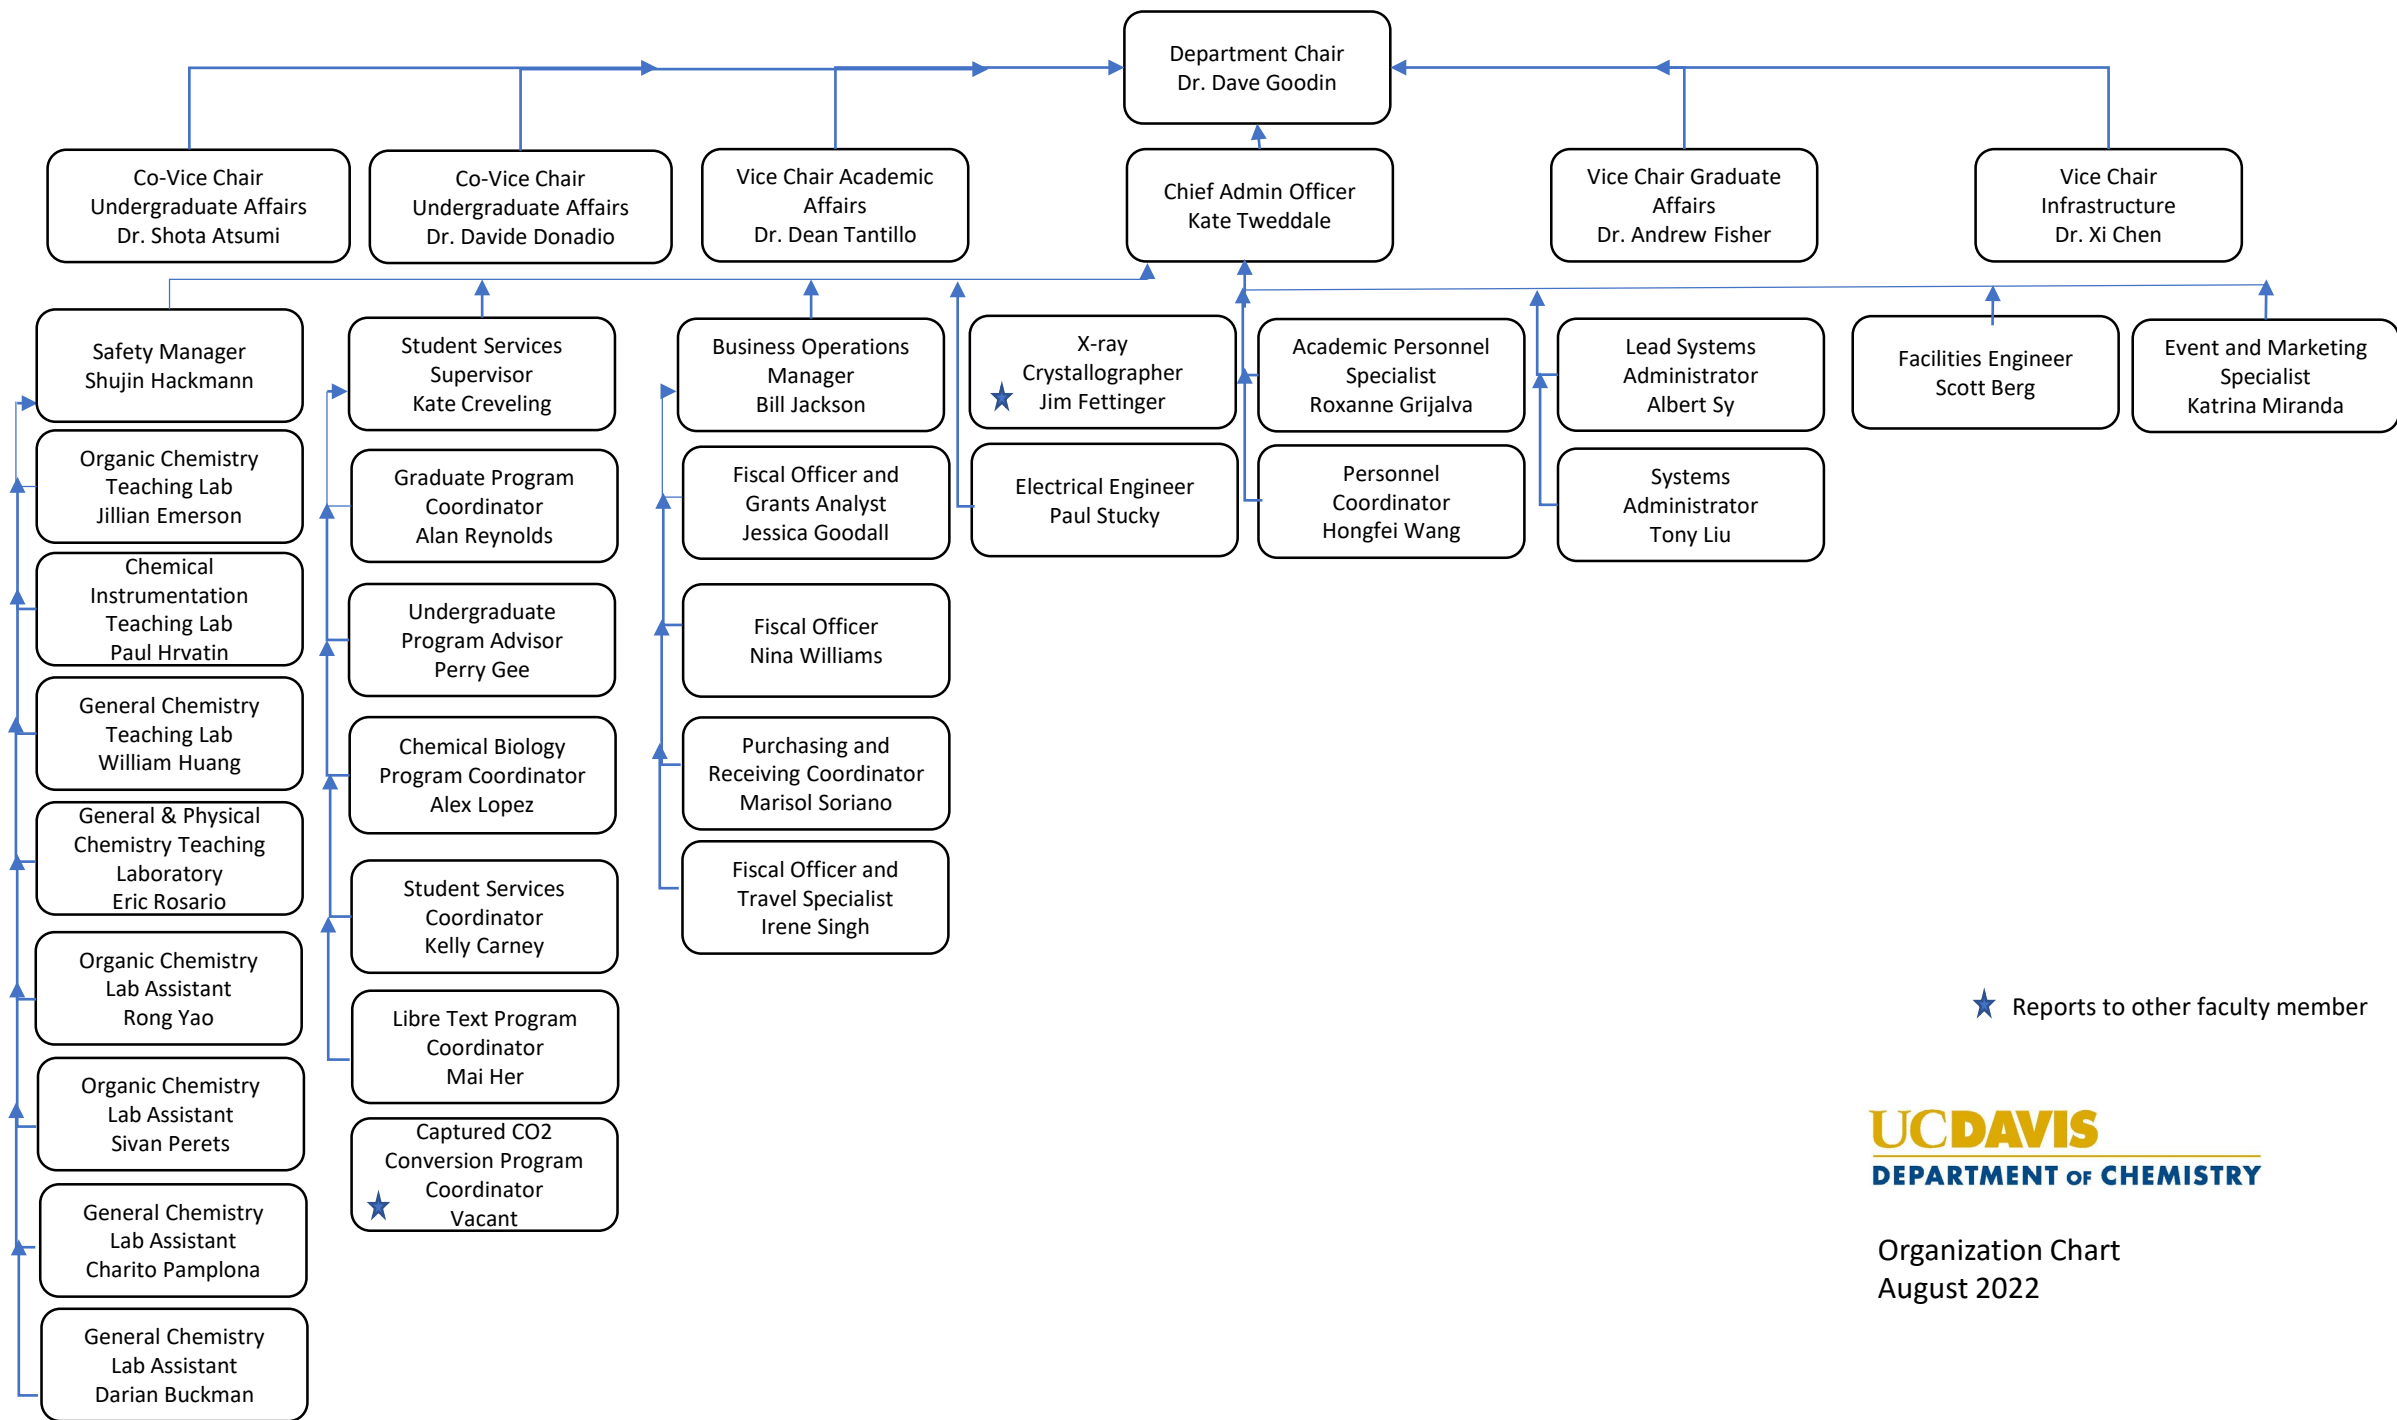 Department Chair
Dr. Dave Goodin
Co-Vice Chair
Undergraduate Affairs
Dr. Shota Atsumi
Co-Vice Chair
Undergraduate Affairs
Dr. Davide Donadio
Vice Chair Academic
Affairs
Dr. Dean Tantillo
Chief Admin Officer
Kate Tweddale
Vice Chair Graduate
Affairs
Dr. Andrew Fisher
Vice Chair
Infrastructure
Dr. Xi Chen
Safety Manager
Shujin Hackmann
Student Services
Supervisor
Kate Creveling
Business Operations
Manager
Bill Jackson
X-ray
Crystallographer
Jim Fettinger
Academic Personnel
Specialist
Roxanne Grijalva
Lead Systems
Administrator
Albert Sy
Facilities Engineer
Scott Berg
Event and Marketing
Specialist
Katrina Miranda
Organic Chemistry
Teaching Lab
Jillian Emerson
Graduate Program
Coordinator
Alan Reynolds
Fiscal Officer and
Grants Analyst
Jessica Goodall
Electrical Engineer
Paul Stucky
Personnel
Coordinator
Hongfei Wang
Systems
Administrator
Tony Liu
Chemical
Instrumentation
Teaching Lab
Paul Hrvatin
Undergraduate
Program Advisor
Perry Gee
Fiscal Officer
Nina Williams
General Chemistry
Teaching Lab
William Huang
Chemical Biology
Program Coordinator
Alex Lopez
Purchasing and
Receiving Coordinator
Marisol Soriano
General & Physical
Chemistry Teaching
Laboratory
Eric Rosario
Student Services
Coordinator
Kelly Carney
Fiscal Officer and
Travel Specialist
Irene Singh
Organic Chemistry
Lab Assistant
Rong Yao
Libre Text Program
Coordinator
Mai Her
Organic Chemistry
Lab Assistant
Sivan Perets
Captured CO2
Conversion Program
Coordinator
Vacant
General Chemistry
Lab Assistant
Charito Pamplona
General Chemistry
Lab Assistant
Darian Buckman
Reports to other faculty member
UCDAVIS
DEPARTMENT OF CHEMISTRY
Organization Chart
August 2022